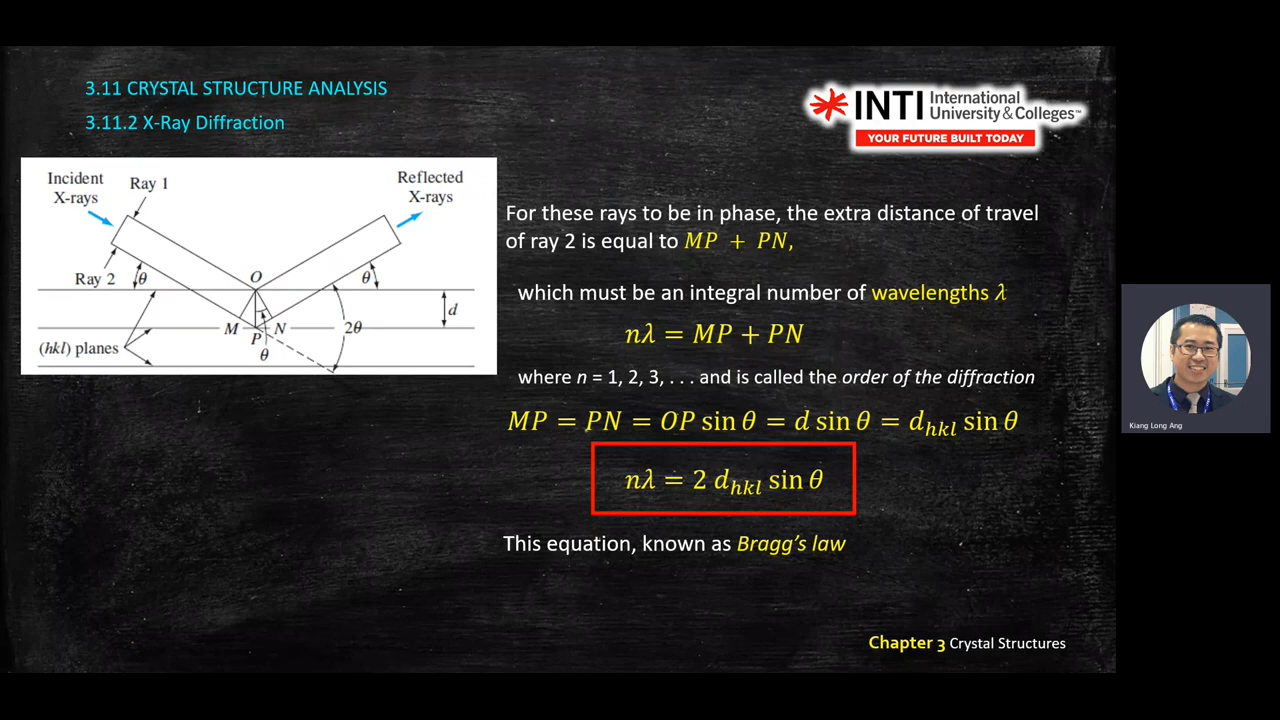 3.11 CRYSTAL STRUCTURE ANALYSIS
3.11.2 X-Ray Diffraction
INTI International
University & Colleges™
YOUR FUTURE BUILT TODAY
Incident
X-rays
Ray 1
Reflected
X-rays
Ray 2
θ
O
θ
d
M
P
N
2θ
θ
(hkl) planes
For these rays to be in phase, the extra distance of travel
of ray 2 is equal to MP + PN,
which must be an integral number of wavelengths λ
nλ = MP + PN
where n = 1, 2, 3, . . . and is called the order of the diffraction
MP = PN = OP sin θ = d sin θ = d_hkl sin θ
nλ = 2 d_hkl sin θ
This equation, known as Bragg's law
Chapter 3 Crystal Structures
Kiang Long Ang